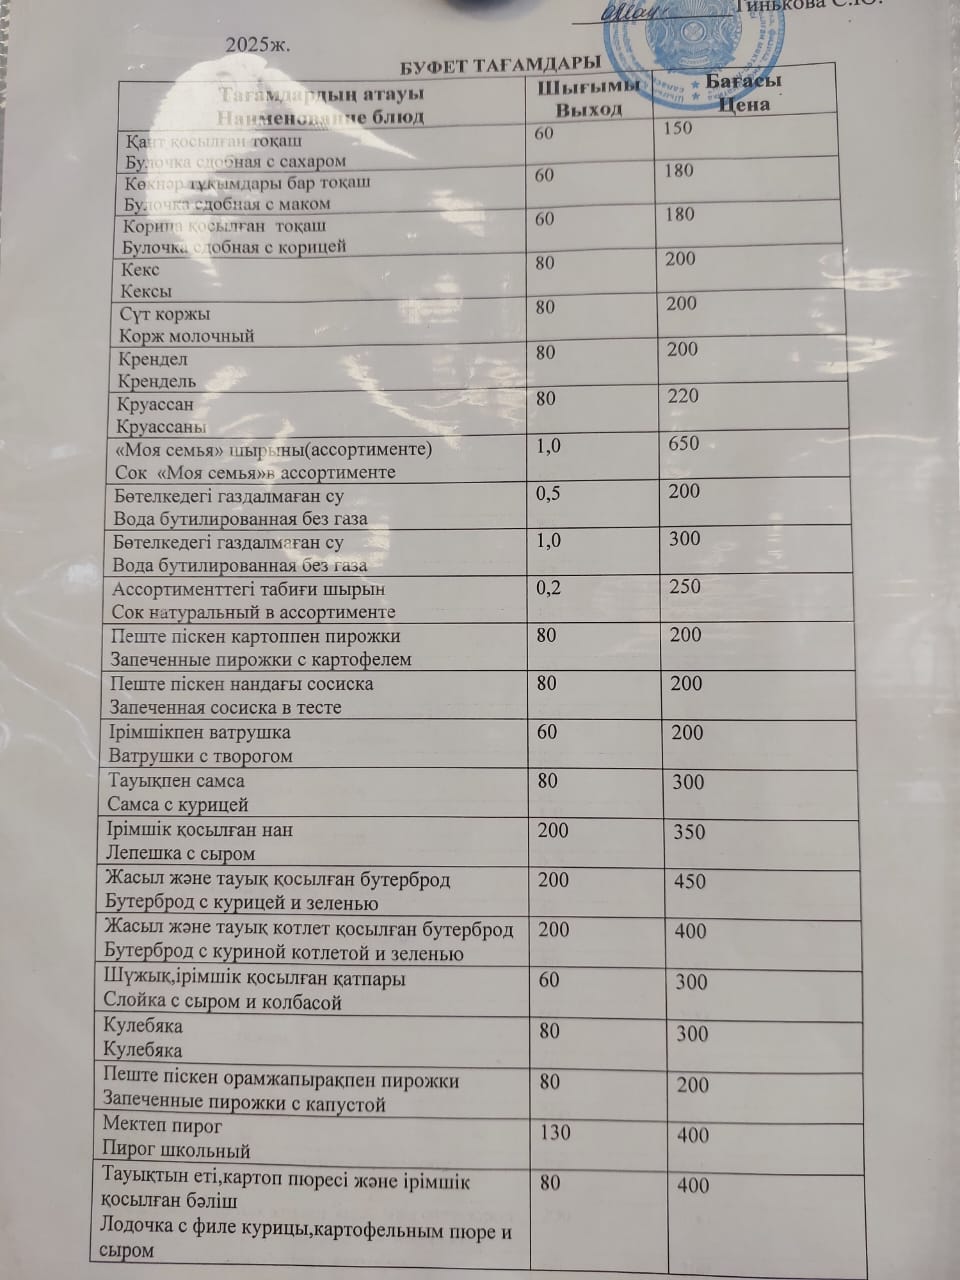 Тинькова С.Ю.
2025ж.
БУФЕТ ТАҒАМДАРЫ
Тағамдардың атауы
Наименование блюд
Шығымы
Выход
Бағасы
Цена
Қант қосылған тоқаш
Булочка сдобная с сахаром
60
150
Көкнәр тұқымдары бар тоқаш
Булочка сдобная с маком
60
180
Корица қосылған тоқаш
Булочка сдобная с корицей
60
180
Кекс
Кексы
80
200
Сүт коржы
Корж молочный
80
200
Крендел
Крендель
80
200
Круассан
Круассаны
80
220
«Моя семья» шырыны(ассортименте)
Сок «Моя семья»в ассортименте
1,0
650
Бөтелкедегі газдалмаған су
Вода бутилированная без газа
0,5
200
Бөтелкедегі газдалмаған су
Вода бутилированная без газа
1,0
300
Ассортименттегі табиғи шырын
Сок натуральный в ассортименте
0,2
250
Пеште піскен картоппен пирожки
Запеченные пирожки с картофелем
80
200
Пеште піскен нандағы сосиска
Запеченная сосиска в тесте
80
200
Ірімшікпен ватрушка
Ватрушки с творогом
60
200
Тауықпен самса
Самса с курицей
80
300
Ірімшік қосылған нан
Лепешка с сыром
200
350
Жасыл және тауық қосылған бутерброд
Бутерброд с курицей и зеленью
200
450
Жасыл және тауық котлет қосылған бутерброд
Бутерброд с куриной котлетой и зеленью
200
400
Шұжық,ірімшік қосылған қатпары
Слойка с сыром и колбасой
60
300
Кулебяка
Кулебяка
80
300
Пеште піскен орамжапырақпен пирожки
Запеченные пирожки с капустой
80
200
Мектеп пирог
Пирог школьный
130
400
Тауықтын еті,картоп пюресі және ірімшік
қосылған бәліш
Лодочка с филе курицы,картофельным пюре и
сыром
80
400